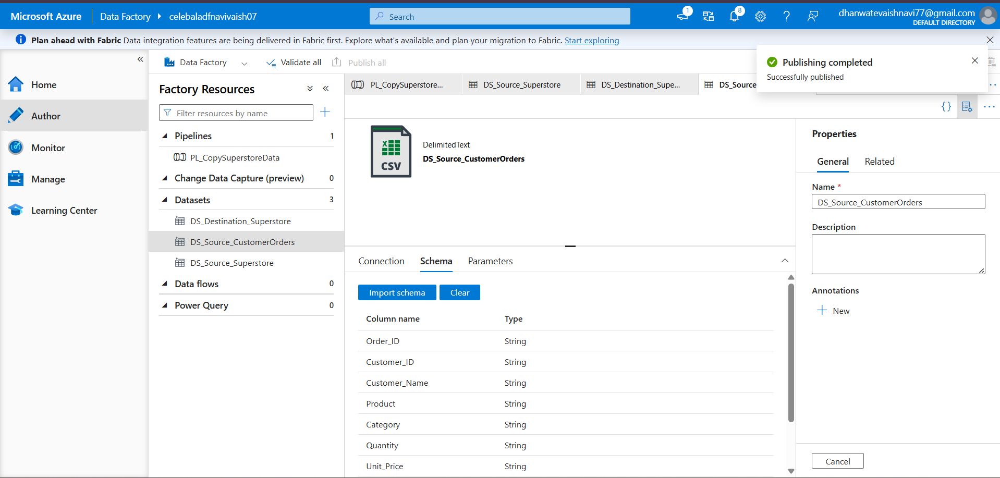 Microsoft Azure
Data Factory
celebaladfnavivaish07
Search
1
8
dhanwatevaishnavi77@gmail.com
DEFAULT DIRECTORY
Plan ahead with Fabric Data integration features are being delivered in Fabric first. Explore what's available and plan your migration to Fabric. Start exploring
Home
Author
Monitor
Manage
Learning Center
Data Factory
Validate all
Publish all
Publishing completed
Successfully published
Factory Resources
Filter resources by name
Pipelines 1
PL_CopySuperstoreData
Change Data Capture (preview) 0
Datasets 3
DS_Destination_Superstore
DS_Source_CustomerOrders
DS_Source_Superstore
Data flows 0
Power Query 0
PL_CopySuperstore...
DS_Source_Superstore
DS_Destination_Supe...
DS_Source
{}
CSV
DelimitedText
DS_Source_CustomerOrders
Connection
Schema
Parameters
Import schema
Clear
Column name Type
Order_ID String
Customer_ID String
Customer_Name String
Product String
Category String
Quantity String
Unit_Price String
Properties
General
Related
Name *
DS_Source_CustomerOrders
Description
Annotations
New
Cancel